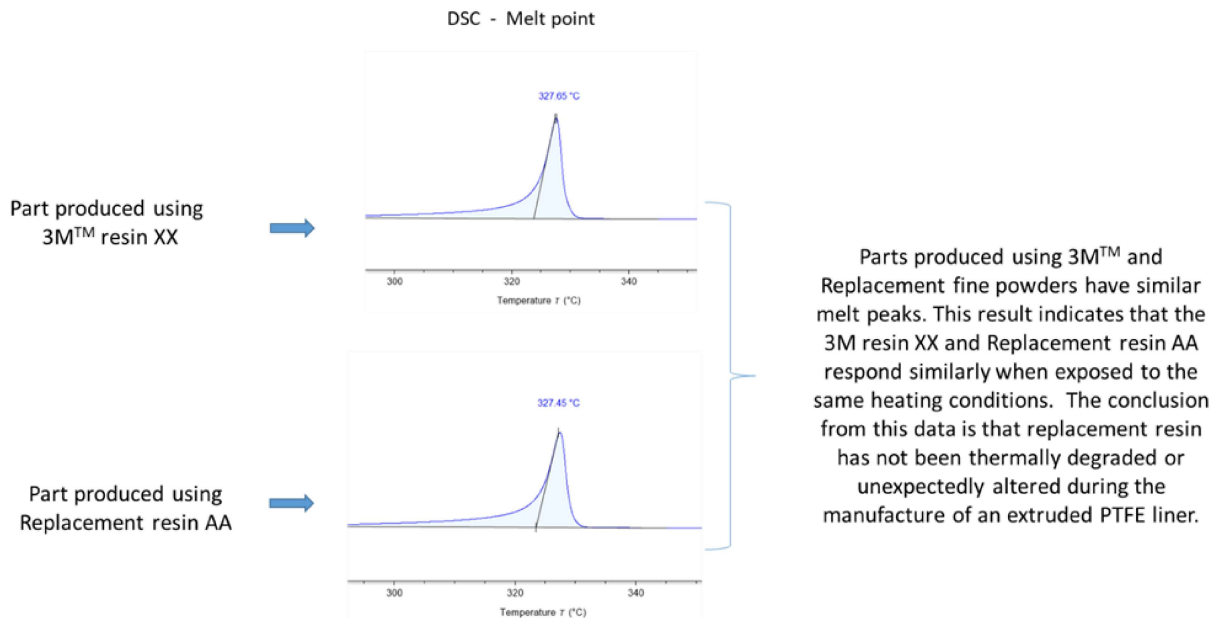 DSC - Melt point
327.65 °C
300
320
340
Temperature T (°C)
Part produced using
3M™ resin XX
327.45 °C
300
320
340
Temperature T (°C)
Part produced using
Replacement resin AA
Parts produced using 3M™ and
Replacement fine powders have similar
melt peaks. This result indicates that the
3M resin XX and Replacement resin AA
respond similarly when exposed to the
same heating conditions. The conclusion
from this data is that replacement resin
has not been thermally degraded or
unexpectedly altered during the
manufacture of an extruded PTFE liner.